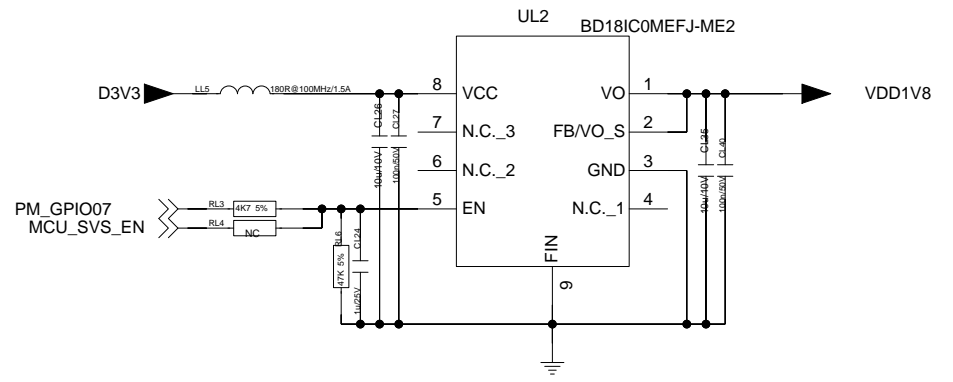 UL2
BD18IC0MEFJ-ME2
D3V3
LL5
180R@100MHz/1.5A
8
VCC
VO
1
VDD1V8
CL26
10u/10V
CL27
100n/50V
7
N.C._3
FB/VO_S
2
CL35
10u/10V
CL40
100n/50V
6
N.C._2
GND
3
5
EN
N.C._1
4
PM_GPIO07
RL3
4K7 5%
MCU_SVS_EN
RL4
NC
RL6
47K 5%
CL24
1u/25V
FIN
9